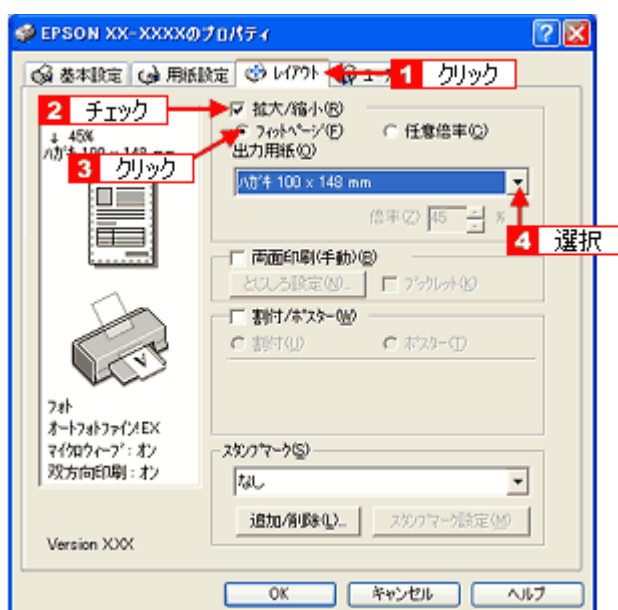 EPSON XX-XXXXのプロパティ
基本設定 用紙設定 レイアウト ユー
1 クリック
2 チェック
拡大/縮小(R)
↓ 45%
ハガキ 100 x 148 mm
3 クリック
フィットページ(F) 任意倍率(C)
出力用紙(O)
ハガキ 100 x 148 mm
倍率(Z) 45 %
4 選択
両面印刷(手動)(B)
とじしろ設定(N)... ブックレット(K)
割付/ポスター(W)
割付(U) ポスター(T)
フォト
オートフォトファイン!EX
マイクロウィーブ : オン
双方向印刷 : オン
スタンプマーク(S)
なし
追加/削除(L)... スタンプマーク設定(M)
Version XXX
OK キャンセル ヘルプ